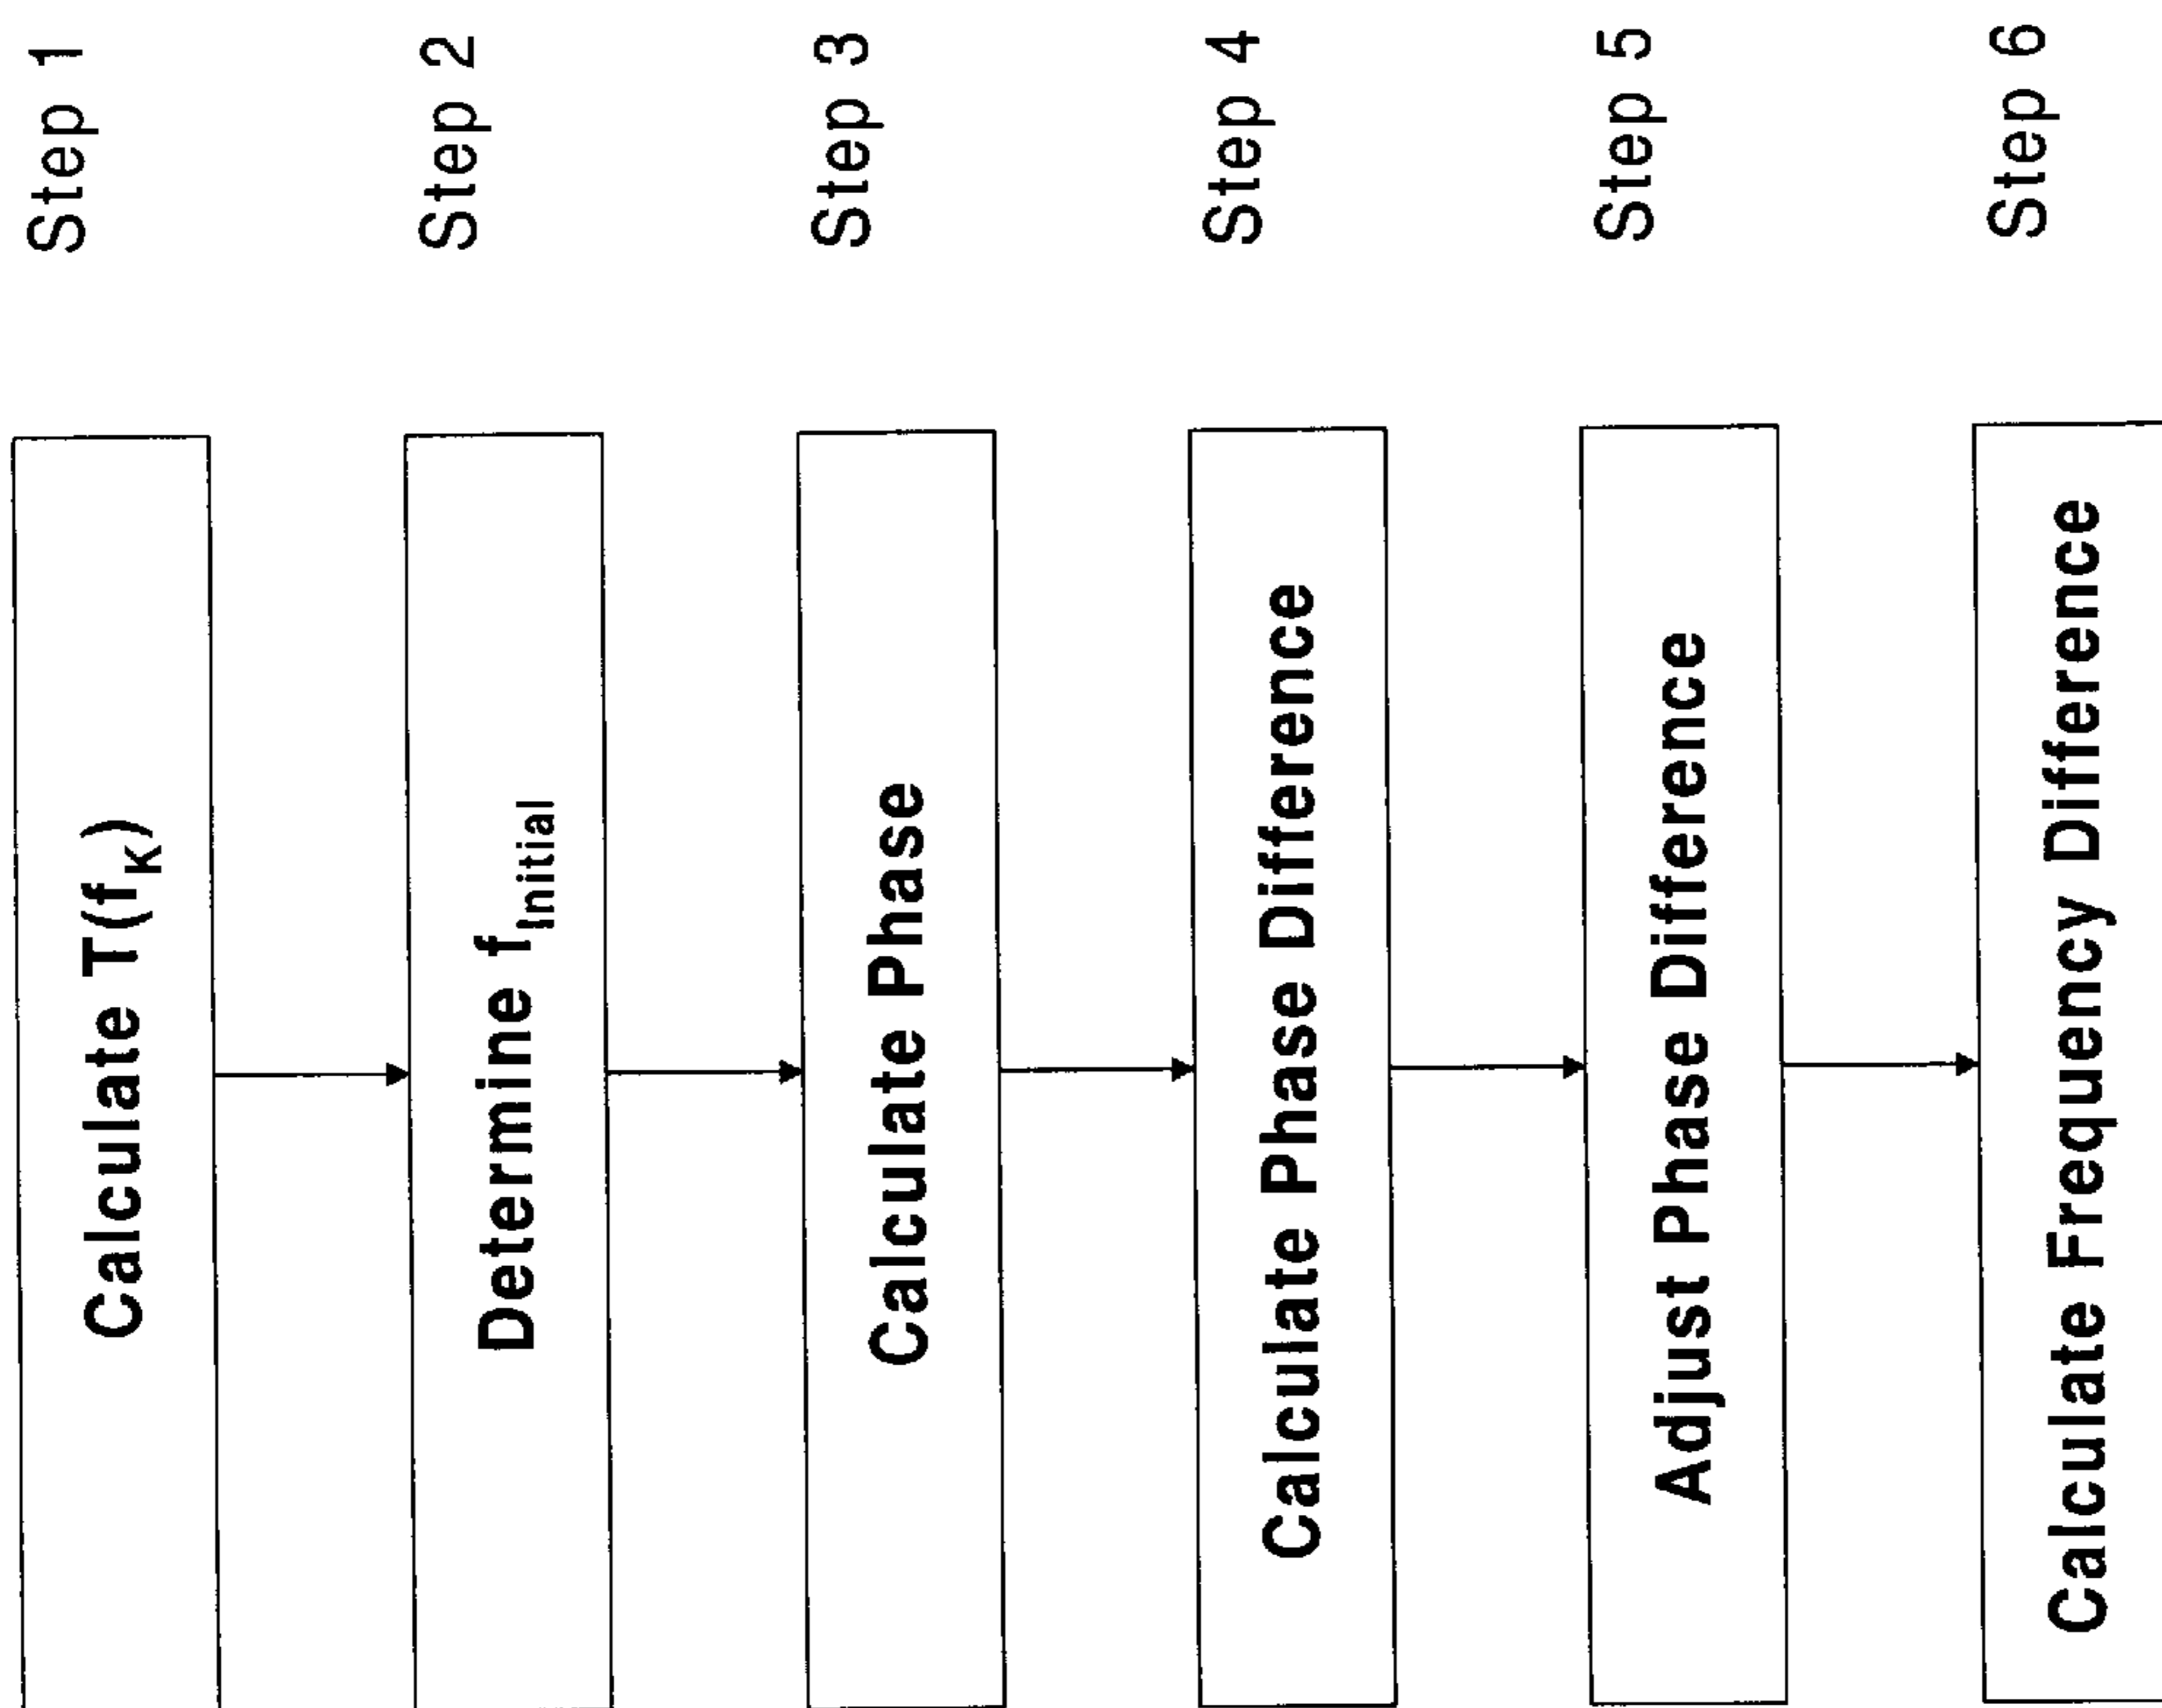 Calculate T(fK)
Step 1
Determine fInitial
Step 2
Calculate Phase
Step 3
Calculate Phase Difference
Step 4
Adjust Phase Difference
Step 5
Calculate Frequency Difference
Step 6